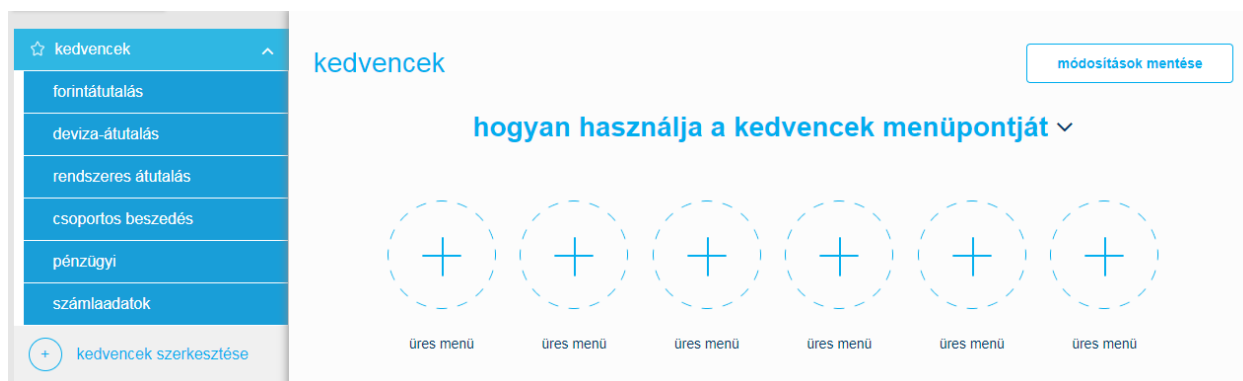 kedvencek
forintátutalás
deviza-átutalás
rendszeres átutalás
csoportos beszedés
pénzügyi
számlaadatok
kedvencek szerkesztése
kedvencek
módosítások mentése
hogyan használja a kedvencek menüpontját
üres menü üres menü üres menü üres menü üres menü üres menü